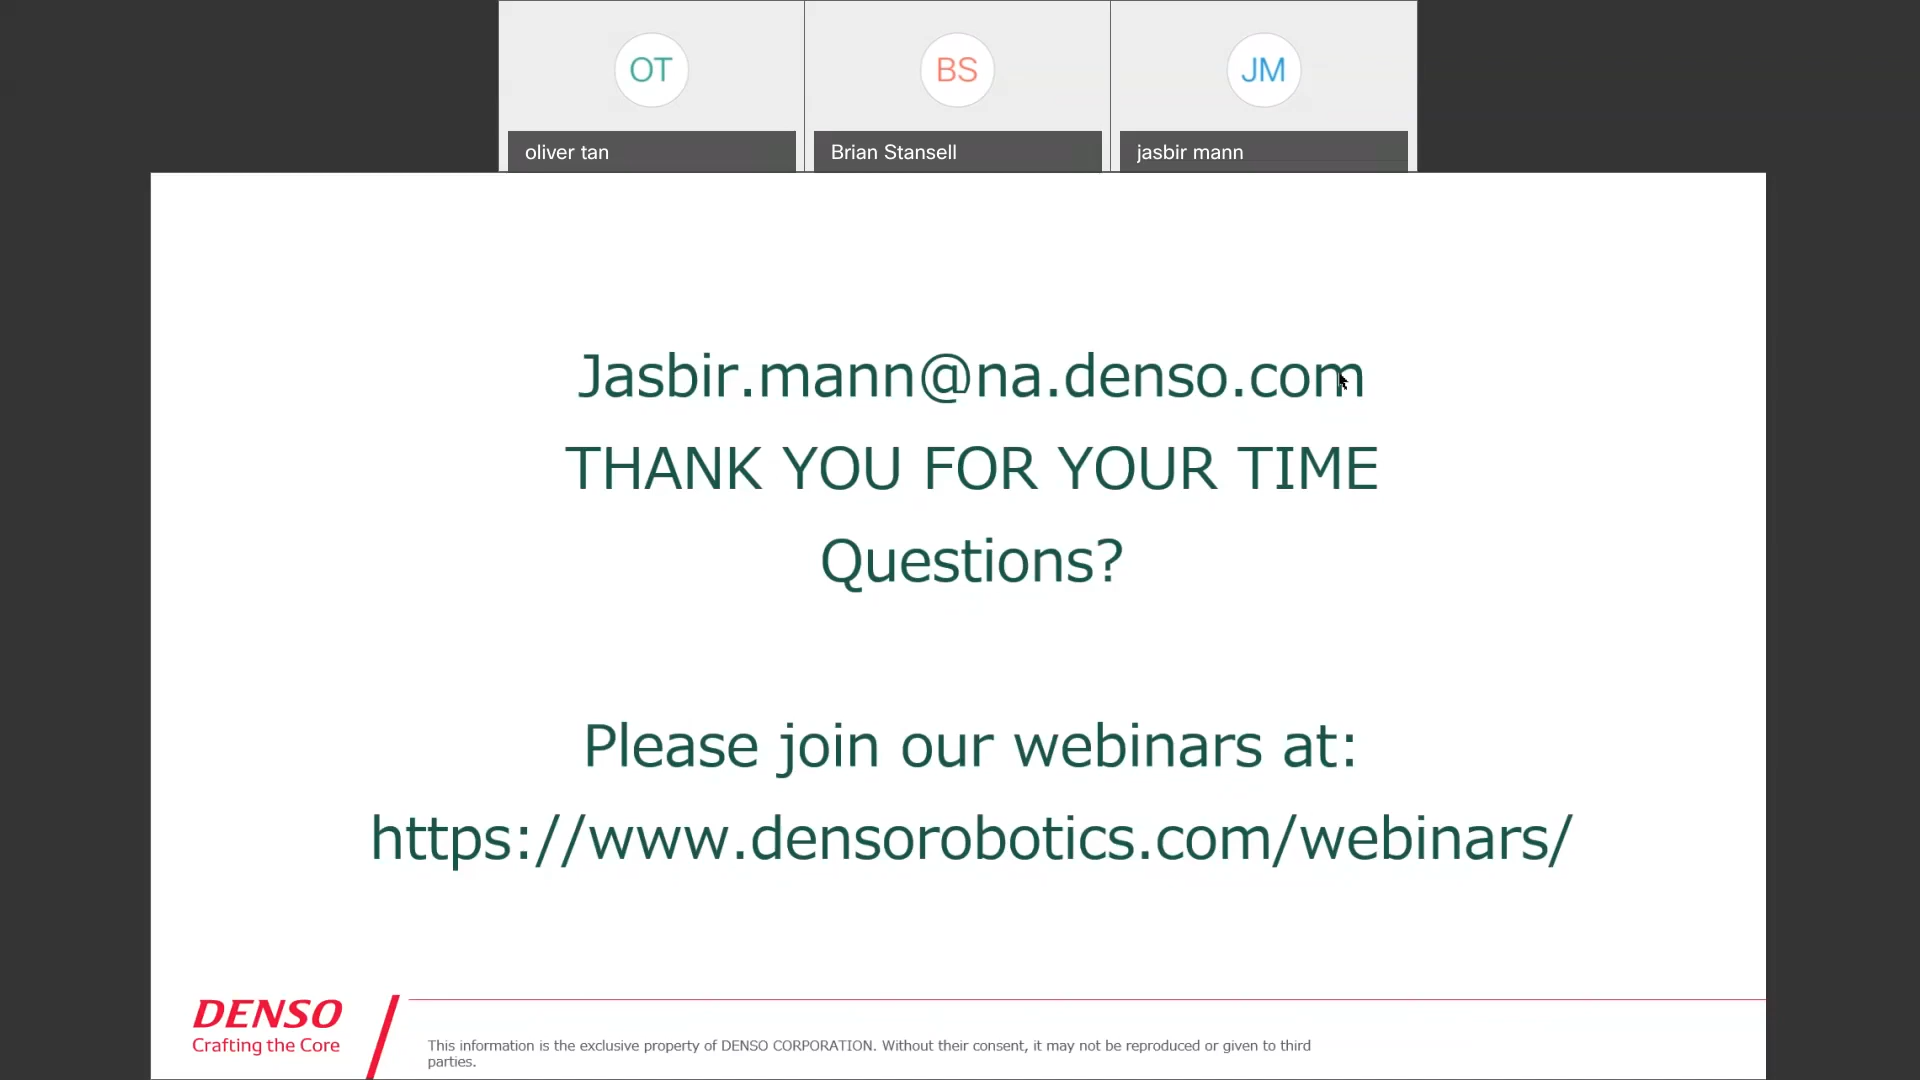 OT
BS
JM
oliver tan
Brian Stansell
jasbir mann
Jasbir.mann@na.denso.com
THANK YOU FOR YOUR TIME
Questions?
Please join our webinars at:
https://www.densorobotics.com/webinars/
DENSO
Crafting the Core
This information is the exclusive property of DENSO CORPORATION. Without their consent, it may not be reproduced or given to third
parties.